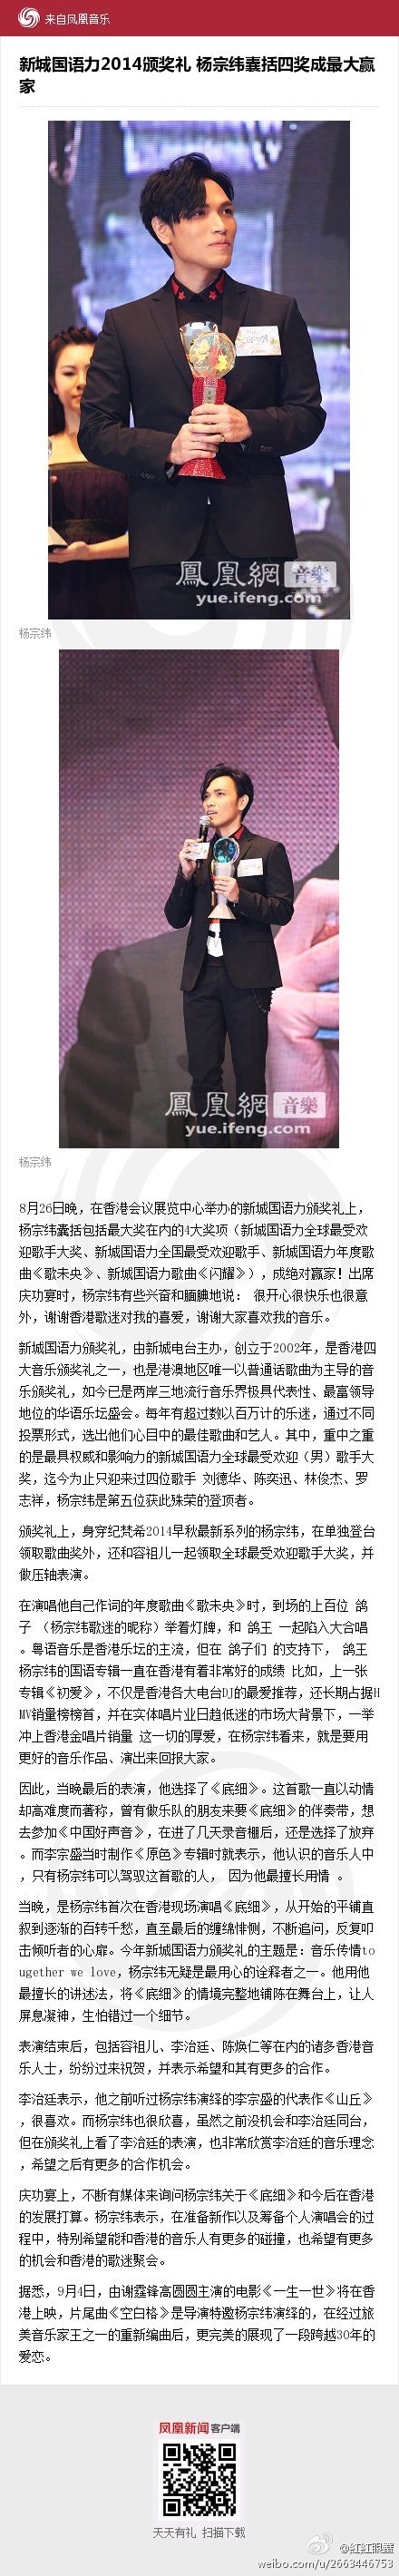 来自凤凰音乐
新城国语力2014颁奖礼 杨宗纬囊括四奖成最大赢
家
鳳凰網 音樂
yue.ifeng.com
杨宗纬
鳳凰網 音樂
yue.ifeng.com
杨宗纬
8月26日晚，在香港会议展览中心举办的新城国语力颁奖礼上，
杨宗纬囊括包括最大奖在内的4大奖项（新城国语力全球最受欢
迎歌手大奖、新城国语力全国最受欢迎歌手、新城国语力年度歌
曲《歌未央》、新城国语力歌曲《闪耀》），成绝对赢家！出席
庆功宴时，杨宗纬有些兴奋和腼腆地说： 很开心很快乐也很意
外，谢谢香港歌迷对我的喜爱，谢谢大家喜欢我的音乐。
新城国语力颁奖礼，由新城电台主办，创立于2002年，是香港四
大音乐颁奖礼之一，也是港澳地区唯一以普通话歌曲为主导的音
乐颁奖礼，如今已是两岸三地流行音乐界极具代表性、最富领导
地位的华语乐坛盛会。每年有超过数以百万计的乐迷，通过不同
投票形式，选出他们心目中的最佳歌曲和艺人。其中，重中之重
的是最具权威和影响力的新城国语力全球最受欢迎（男）歌手大
奖，迄今为止只迎来过四位歌手 刘德华、陈奕迅、林俊杰、罗
志祥，杨宗纬是第五位获此殊荣的登顶者。
颁奖礼上，身穿纪梵希2014早秋最新系列的杨宗纬，在单独登台
领取歌曲奖外，还和容祖儿一起领取全球最受欢迎歌手大奖，并
做压轴表演。
在演唱他自己作词的年度歌曲《歌未央》时，到场的上百位 鸽
子 （杨宗纬歌迷的昵称）举着灯牌，和 鸽王 一起陷入大合唱
。粤语音乐是香港乐坛的主流，但在 鸽子们 的支持下， 鸽王
杨宗纬的国语专辑一直在香港有着非常好的成绩 比如，上一张
专辑《初爱》，不仅是香港各大电台DJ的最爱推荐，还长期占据H
MV销量榜榜首，并在实体唱片业日趋低迷的市场大背景下，一举
冲上香港金唱片销量 这一切的厚爱，在杨宗纬看来，就是要用
更好的音乐作品、演出来回报大家。
因此，当晚最后的表演，他选择了《底细》。这首歌一直以动情
却高难度而著称，曾有做乐队的朋友来要《底细》的伴奏带，想
去参加《中国好声音》，在进了几天录音棚后，还是选择了放弃
。而李宗盛当时制作《原色》专辑时就表示，他认识的音乐人中
，只有杨宗纬可以驾驭这首歌的人， 因为他最擅长用情 。
当晚，是杨宗纬首次在香港现场演唱《底细》，从开始的平铺直
叙到逐渐的百转千愁，直至最后的缠绵悱恻，不断追问，反复叩
击倾听者的心扉。今年新城国语力颁奖礼的主题是：音乐传情to
ugether we love，杨宗纬无疑是最用心的诠释者之一。他用他
最擅长的讲述法，将《底细》的情境完整地铺陈在舞台上，让人
屏息凝神，生怕错过一个细节。
表演结束后，包括容祖儿、李治廷、陈焕仁等在内的诸多香港音
乐人士，纷纷过来祝贺，并表示希望和其有更多的合作。
李治廷表示，他之前听过杨宗纬演绎的李宗盛的代表作《山丘》
，很喜欢。而杨宗纬也很欣喜，虽然之前没机会和李治廷同台，
但在颁奖礼上看了李治廷的表演，也非常欣赏李治廷的音乐理念
，希望之后有更多的合作机会。
庆功宴上，不断有媒体来询问杨宗纬关于《底细》和今后在香港
的发展打算。杨宗纬表示，在准备新作以及筹备个人演唱会的过
程中，特别希望能和香港的音乐人有更多的碰撞，也希望有更多
的机会和香港的歌迷聚会。
据悉，9月4日，由谢霆锋高圆圆主演的电影《一生一世》将在香
港上映，片尾曲《空白格》是导演特邀杨宗纬演绎的，在经过旅
美音乐家王之一的重新编曲后，更完美的展现了一段跨越30年的
爱恋。
凤凰新闻 客户端
天天有礼 扫描下载
@红红眼睛
weibo.com/u/2663446753